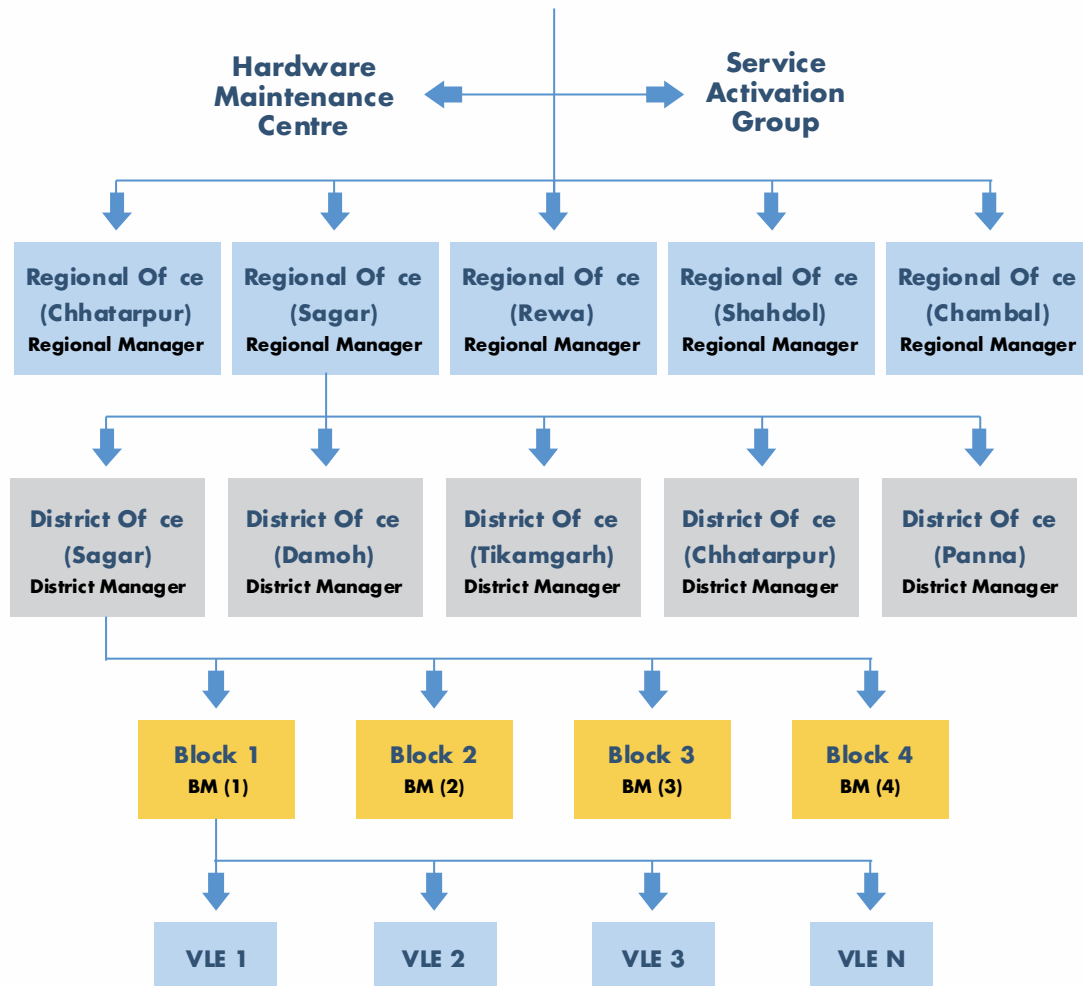 Hardware
Maintenance
Centre
Service
Activation
Group
Regional Of ce
(Chhatarpur)
Regional Manager
Regional Of ce
(Sagar)
Regional Manager
Regional Of ce
(Rewa)
Regional Manager
Regional Of ce
(Shahdol)
Regional Manager
Regional Of ce
(Chambal)
Regional Manager
District Of ce
(Sagar)
District Manager
District Of ce
(Damoh)
District Manager
District Of ce
(Tikamgarh)
District Manager
District Of ce
(Chhatarpur)
District Manager
District Of ce
(Panna)
District Manager
Block 1
BM (1)
Block 2
BM (2)
Block 3
BM (3)
Block 4
BM (4)
VLE 1
VLE 2
VLE 3
VLE N